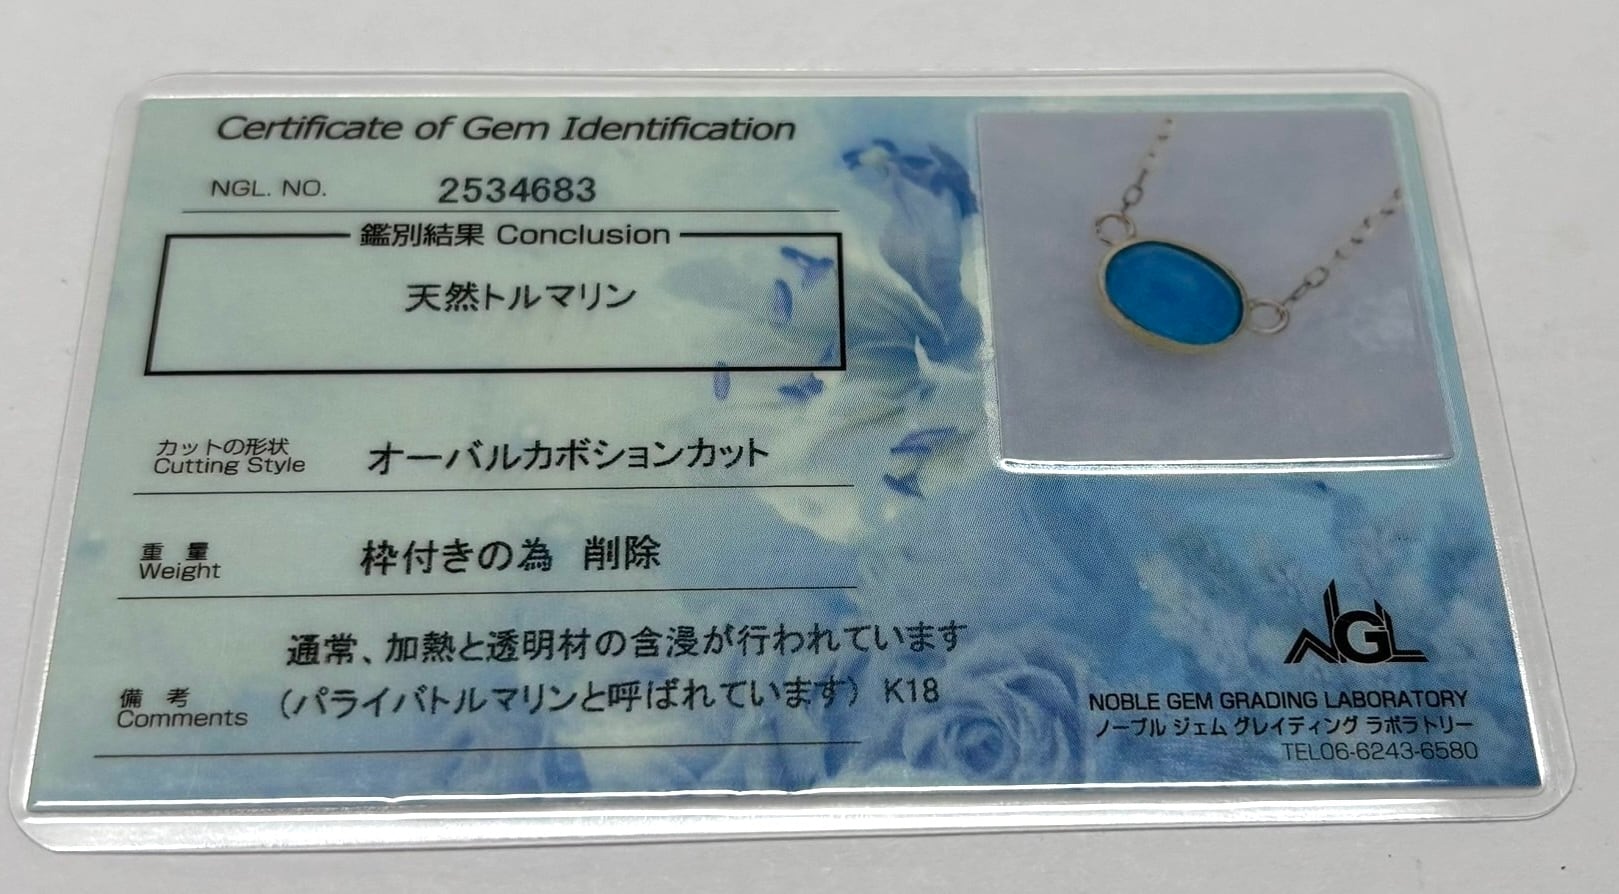 Certificate of Gem Identification
NGL. NO. 2534683
鑑別結果 Conclusion
天然トルマリン
カットの形状
Cutting Style
オーバルカボションカット
重 量
Weight
枠付きの為 削除
通常、加熱と透明材の含浸が行われています
(パライバトルマリンと呼ばれています) K18
備 考
Comments
NGL
NOBLE GEM GRADING LABORATORY
ノーブル ジェム グレイディング ラボラトリー
TEL06-6243-6580